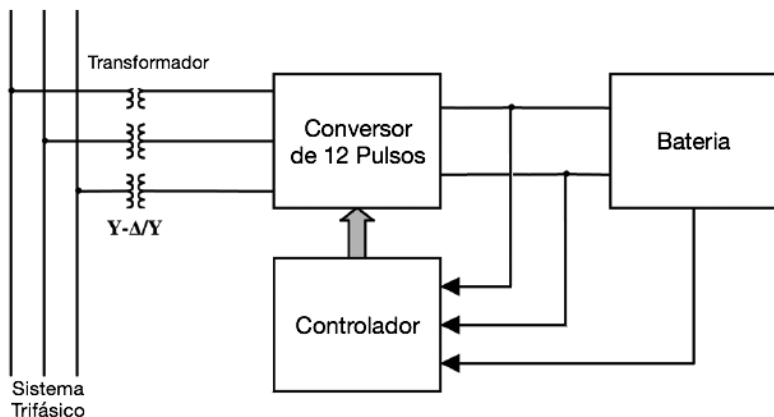 Transformador
Conversor
de 12 Pulsos
Bateria
Y-Δ/Y
Controlador
Sistema
Trifásico